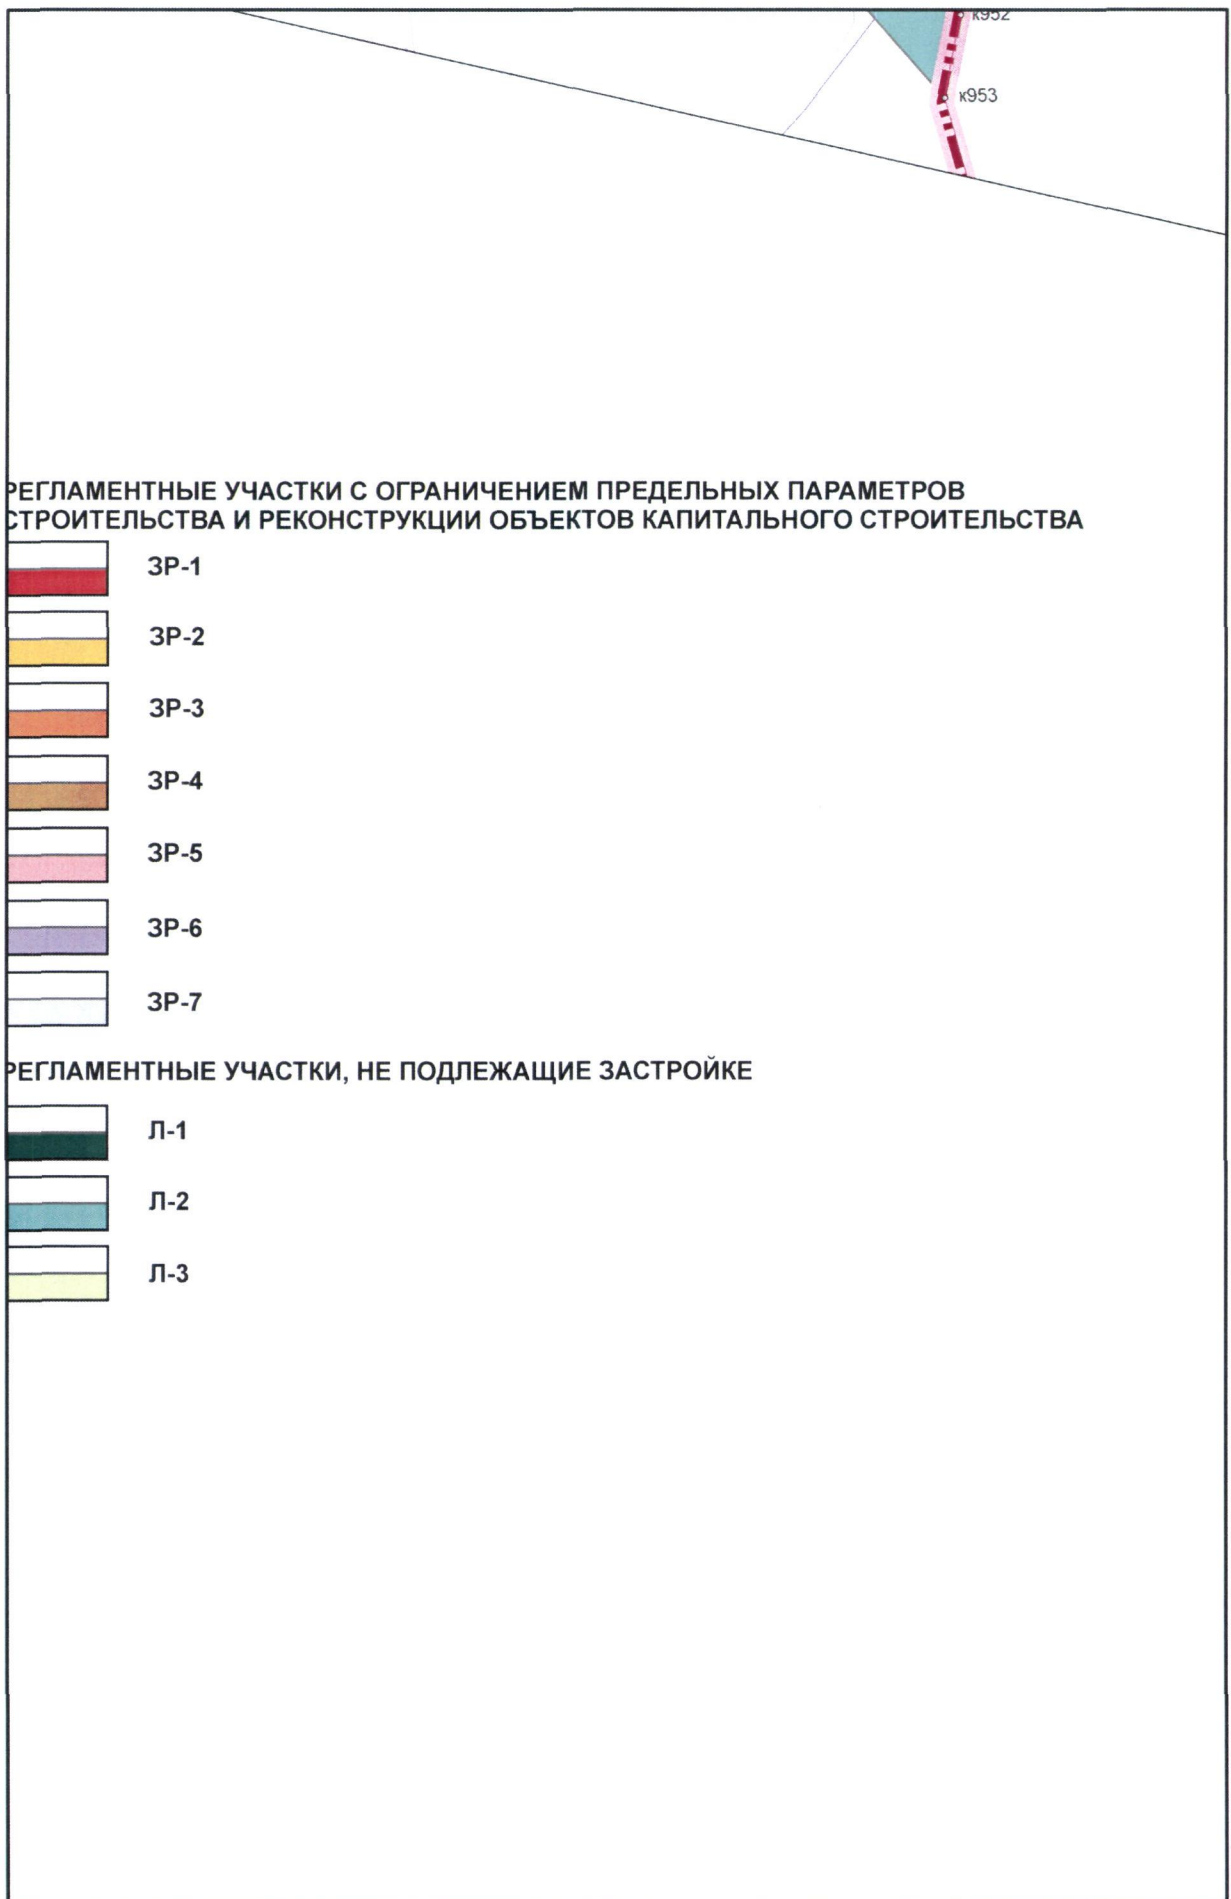 к952
к953
РЕГЛАМЕНТНЫЕ УЧАСТКИ С ОГРАНИЧЕНИЕМ ПРЕДЕЛЬНЫХ ПАРАМЕТРОВ
СТРОИТЕЛЬСТВА И РЕКОНСТРУКЦИИ ОБЪЕКТОВ КАПИТАЛЬНОГО СТРОИТЕЛЬСТВА
ЗР-1
ЗР-2
ЗР-3
ЗР-4
ЗР-5
ЗР-6
ЗР-7
РЕГЛАМЕНТНЫЕ УЧАСТКИ, НЕ ПОДЛЕЖАЩИЕ ЗАСТРОЙКЕ
Л-1
Л-2
Л-3